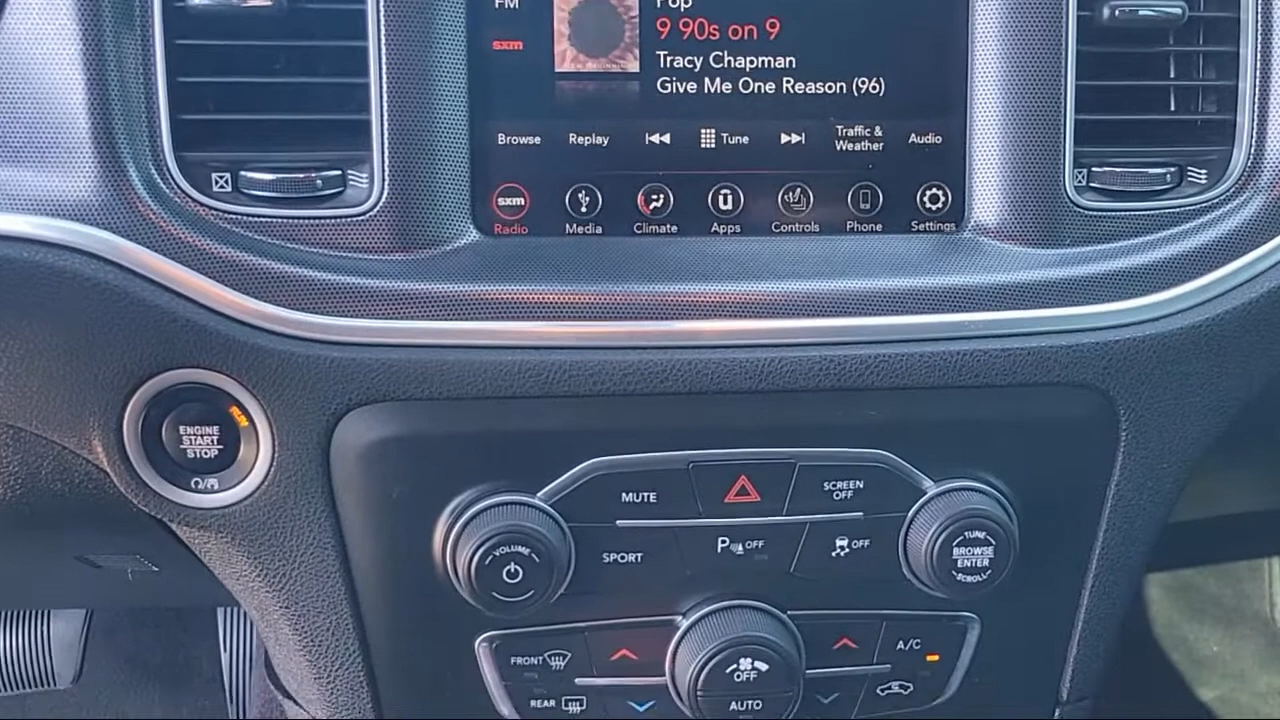 FM
Pop
sxm
9 90s on 9
Tracy Chapman
Give Me One Reason (96)
Browse
Replay
Tune
Traffic &
Weather
Audio
sxm
Radio
Media
Climate
Apps
Controls
Phone
Settings
RUN
ENGINE
START
STOP
MUTE
SCREEN
OFF
VOLUME
SPORT
P OFF
OFF
TUNE
BROWSE
ENTER
SCROLL
FRONT
OFF
A/C
REAR
AUTO